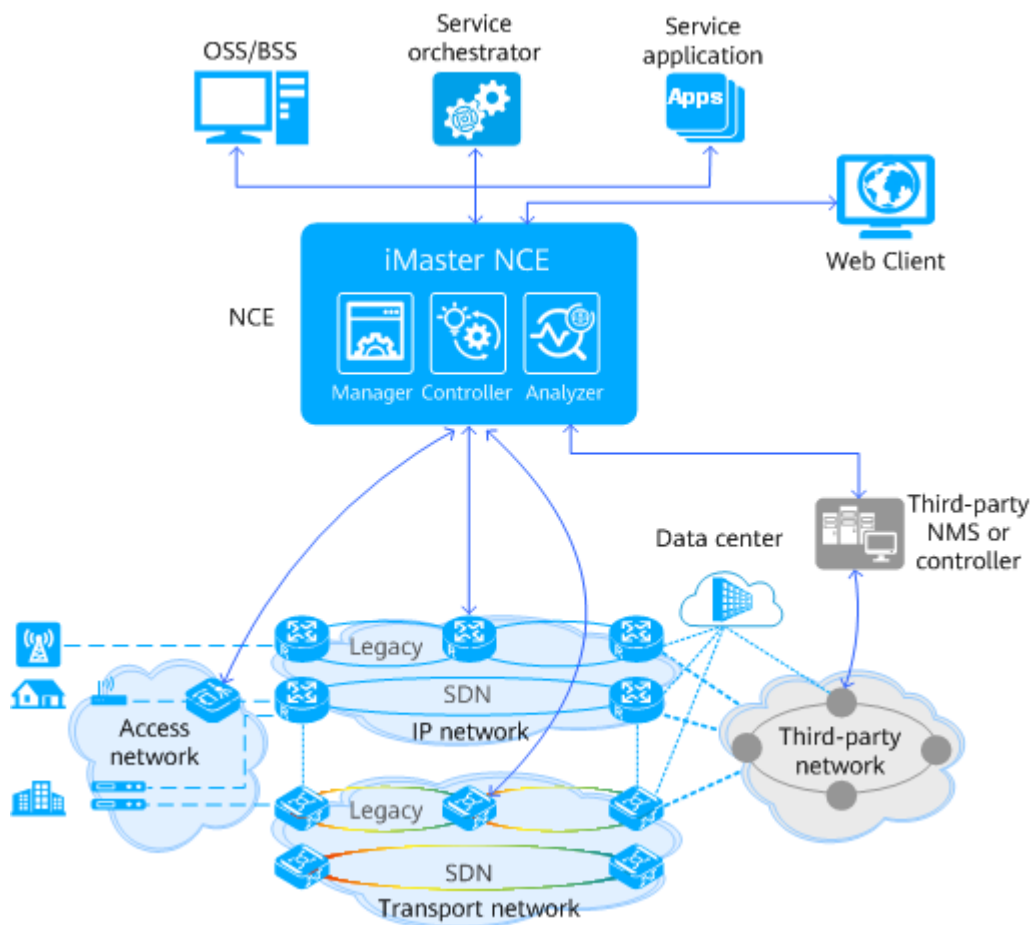 OSS/BSS
Service
orchestrator
Service
application
Apps
Web Client
NCE
iMaster NCE
Manager
Controller
Analyzer
Third-party
NMS or
controller
Data center
Legacy
SDN
IP network
Access
network
Third-party
network
Legacy
SDN
Transport network